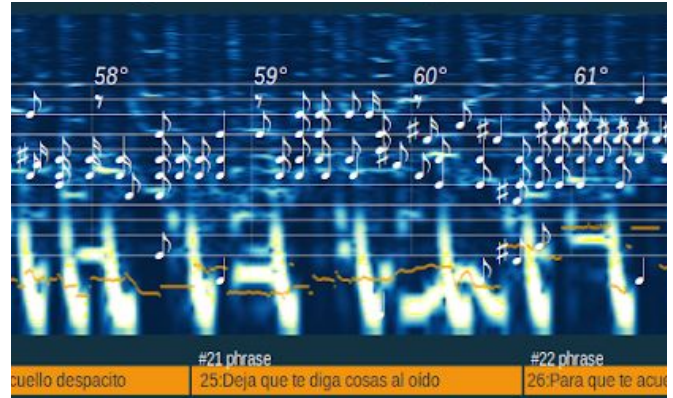 58° 59° 60° 61°
#21 phrase #22 phrase
cuello despacito 25:Deja que te diga cosas al oído 26:Para que te acue